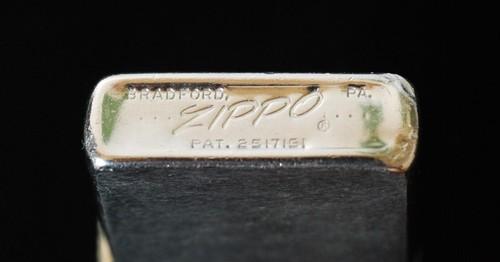 BRADFORD, PA.
.... ZIPPO ® ....
PAT. 2517191